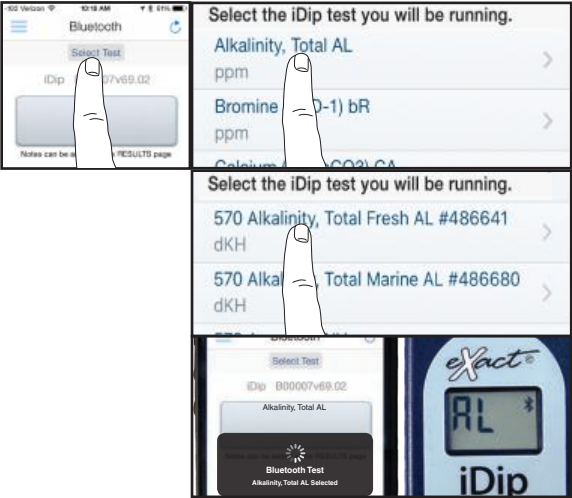 Verizon
10:18 AM
61%
Bluetooth
Select Test
iDip 07v69.02
Notes can be RESULTS page
Select the iDip test you will be running.
Alkalinity, Total AL
ppm
Bromine O-1) bR
ppm
Select the iDip test you will be running.
570 Alkalinity, Total Fresh AL #486641
dKH
570 Alkal , Total Marine AL #486680
dKH
Select Test
iDip B00007v69.02
Alkalinity, Total AL
Bluetooth Test
Alkalinity, Total AL Selected
eXact®
AL
iDip